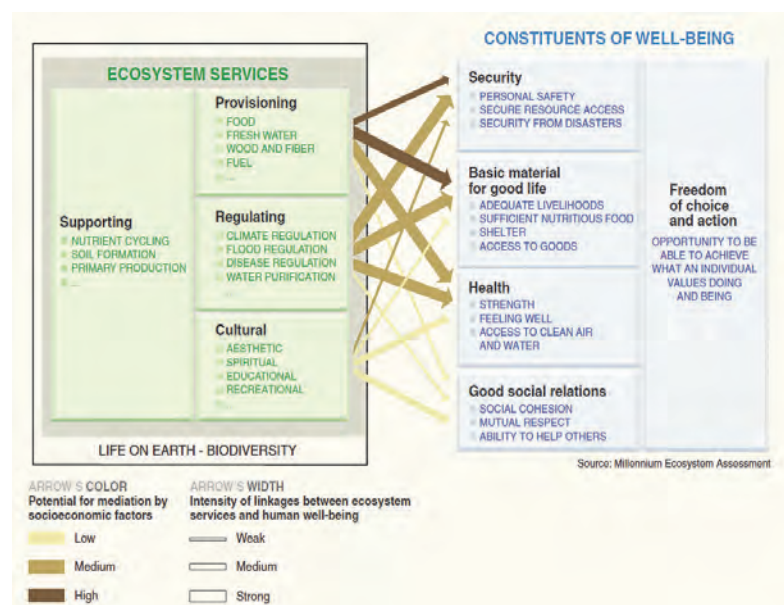 CONSTITUENTS OF WELL-BEING
ECOSYSTEM SERVICES
Provisioning
FOOD
FRESH WATER
WOOD AND FIBER
FUEL
...
Supporting
NUTRIENT CYCLING
SOIL FORMATION
PRIMARY PRODUCTION
...
Regulating
CLIMATE REGULATION
FLOOD REGULATION
DISEASE REGULATION
WATER PURIFICATION
...
Cultural
AESTHETIC
SPIRITUAL
EDUCATIONAL
RECREATIONAL
...
LIFE ON EARTH - BIODIVERSITY
Security
PERSONAL SAFETY
SECURE RESOURCE ACCESS
SECURITY FROM DISASTERS
Basic material
for good life
ADEQUATE LIVELIHOODS
SUFFICIENT NUTRITIOUS FOOD
SHELTER
ACCESS TO GOODS
Health
STRENGTH
FEELING WELL
ACCESS TO CLEAN AIR
AND WATER
Good social relations
SOCIAL COHESION
MUTUAL RESPECT
ABILITY TO HELP OTHERS
Freedom
of choice
and action
OPPORTUNITY TO BE
ABLE TO ACHIEVE
WHAT AN INDIVIDUAL
VALUES DOING
AND BEING
Source: Millennium Ecosystem Assessment
ARROW'S COLOR
Potential for mediation by
socioeconomic factors
Low
Medium
High
ARROW'S WIDTH
Intensity of linkages between ecosystem
services and human well-being
Weak
Medium
Strong